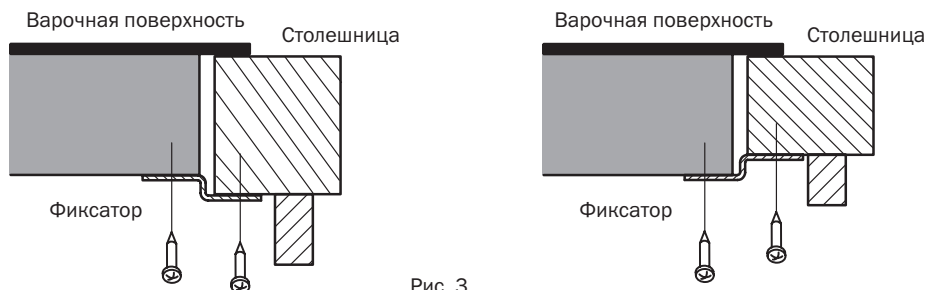 Варочная поверхность
Столешница
Фиксатор
Варочная поверхность
Столешница
Фиксатор
Рис. 3